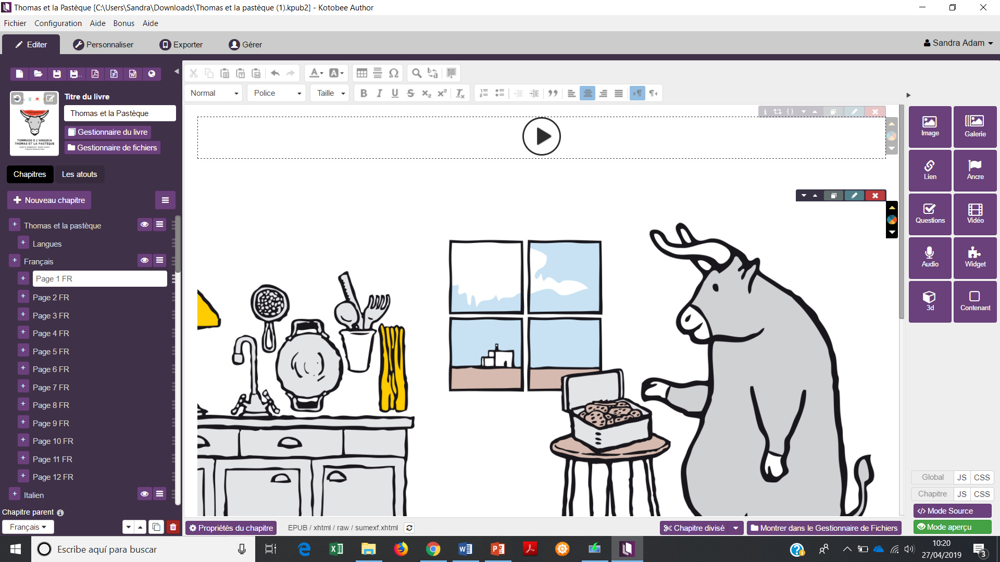 Thomas et la Pastèque [C:\Users\Sandra\Downloads\Thomas et la pastèque (1).kpub2] - Kotobee Author
Fichier Configuration Aide Bonus Aide
Editer Personnaliser Exporter Gérer Sandra Adam
Titre du livre
Thomas et la Pastèque
Gestionnaire du livre
Gestionnaire de fichiers
TOMMASO E L'ANGURIA
THOMAS ET LA PASTÈQUE
Chapitres Les atouts
Nouveau chapitre
Thomas et la pastèque
Langues
Français
Page 1 FR
Page 2 FR
Page 3 FR
Page 4 FR
Page 5 FR
Page 6 FR
Page 7 FR
Page 8 FR
Page 9 FR
Page 10 FR
Page 11 FR
Page 12 FR
Italien
Chapitre parent
Français
Normal Police Taille
Image Galerie
Lien Ancre
Questions Vidéo
Audio Widget
3d Contenant
Global JS CSS
Chapitre JS CSS
Mode Source
Mode aperçu
Propriétés du chapitre EPUB / xhtml / raw / sumexf.xhtml Chapitre divisé Montrer dans le Gestionnaire de Fichiers
Escribe aquí para buscar
10:20
27/04/2019
3